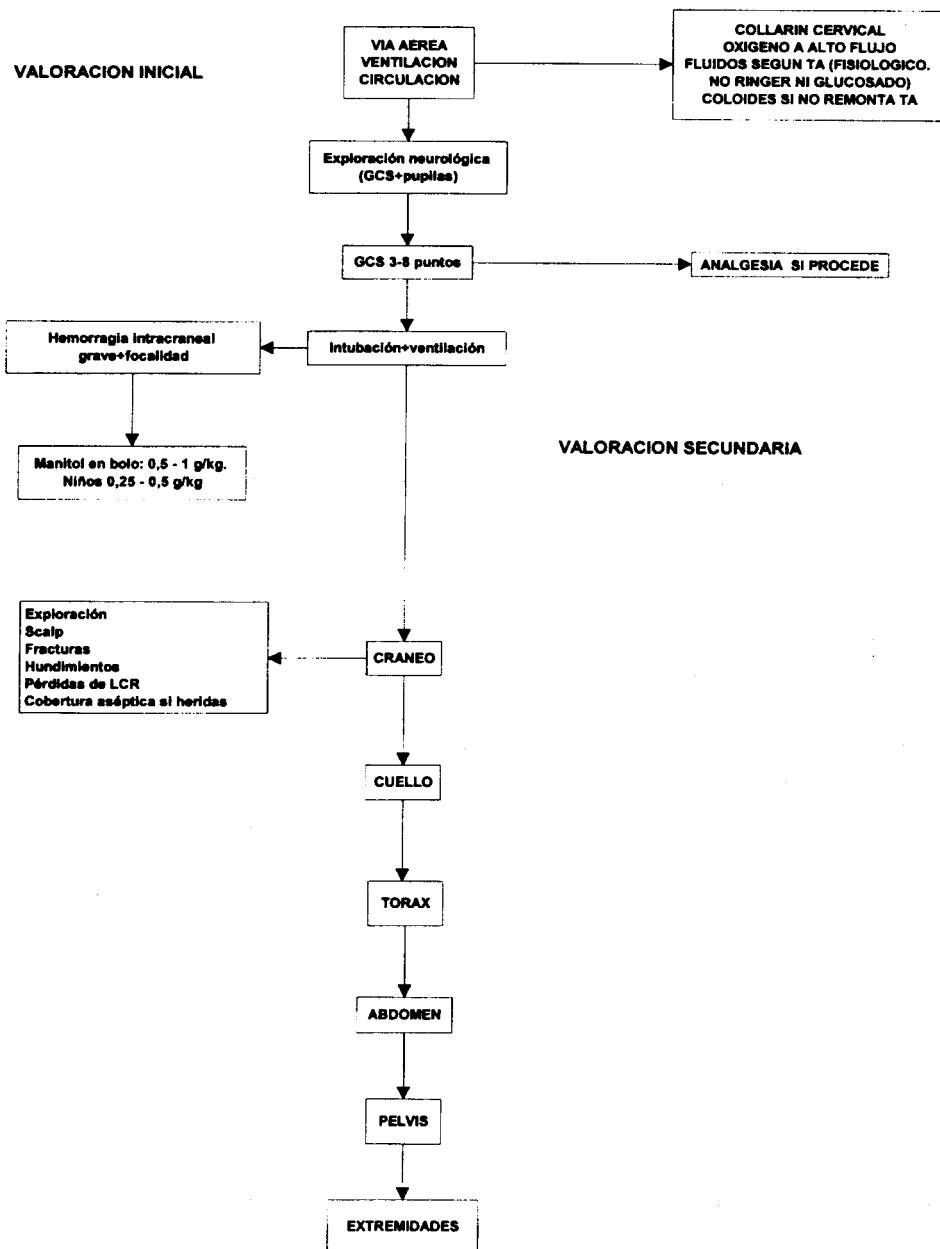 VALORACION INICIAL
VIA AEREA
VENTILACION
CIRCULACION
COLLARIN CERVICAL
OXIGENO A ALTO FLUJO
FLUIDOS SEGUN TA (FISIOLOGICO.
NO RINGER NI GLUCOSADO)
COLOIDES SI NO REMONTA TA
Exploración neurológica
(GCS+pupilas)
GCS 3-8 puntos
ANALGESIA SI PROCEDE
Hemorragia intracraneal
grave+focalidad
Intubación+ventilación
Manitol en bolo: 0,5 - 1 g/kg.
Niños 0,25 - 0,5 g/kg
VALORACION SECUNDARIA
Exploración
Scalp
Fracturas
Hundimientos
Pérdidas de LCR
Cobertura aséptica si heridas
CRANEO
CUELLO
TORAX
ABDOMEN
PELVIS
EXTREMIDADES